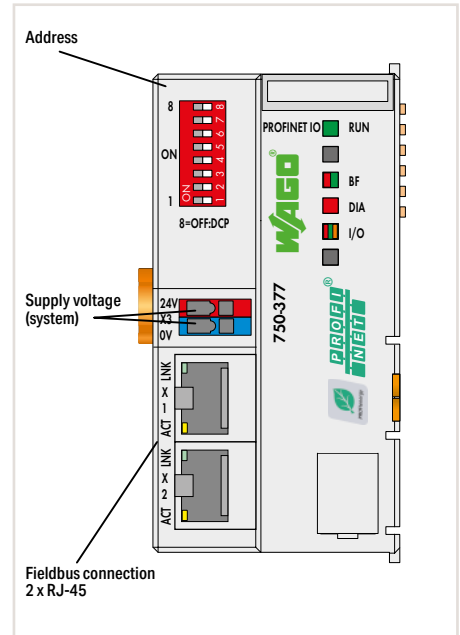 Address
8
ON
1
ON
1 2 3 4 5 6 7 8
8=OFF:DCP
PROFINET IO
RUN
BF
DIA
I/O
WAGO®
750-377
PROFI®
NET
Supply voltage
(system)
24V
X3
0V
LNK
X
1
ACT
LNK
X
2
ACT
Fieldbus connection
2 x RJ-45